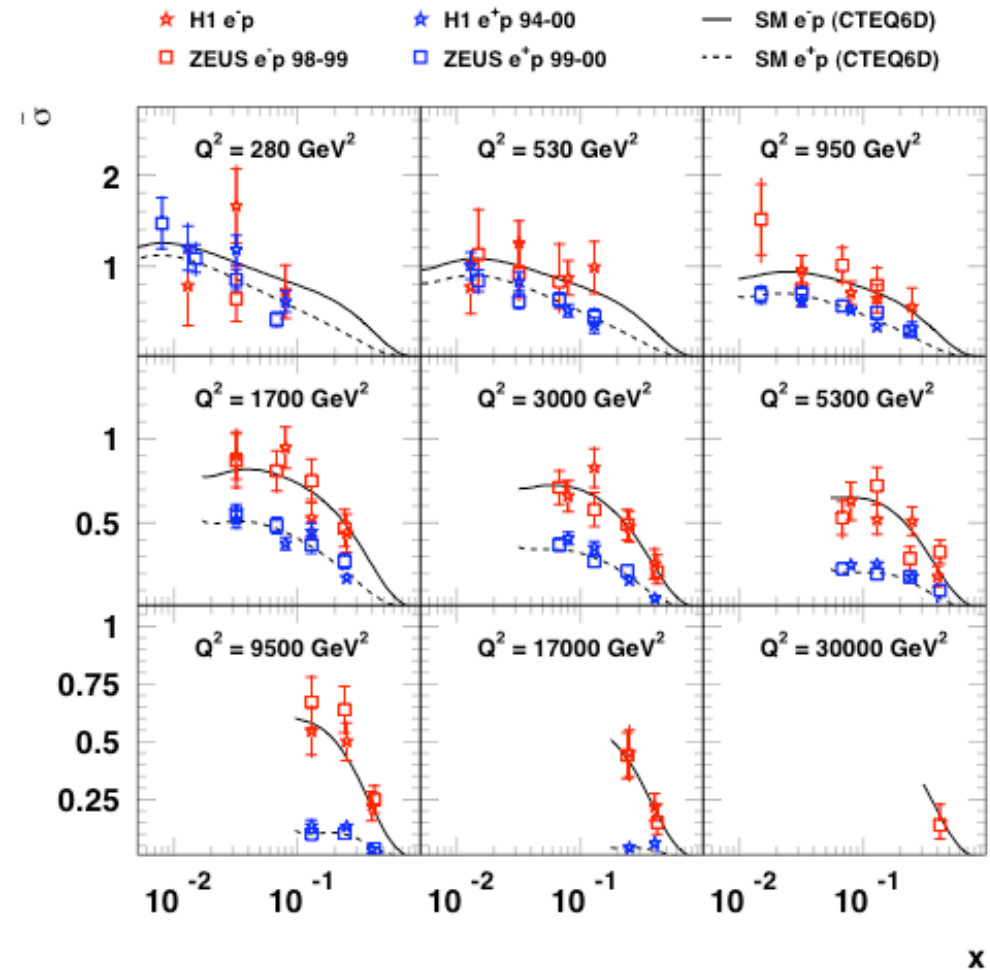 H1 e⁻p H1 e⁺p 94-00 SM e⁻p (CTEQ6D)
ZEUS e⁻p 98-99 ZEUS e⁺p 99-00 SM e⁺p (CTEQ6D)
σ̄
Q² = 280 GeV² Q² = 530 GeV² Q² = 950 GeV²
2
1
Q² = 1700 GeV² Q² = 3000 GeV² Q² = 5300 GeV²
1
0.5
1
Q² = 9500 GeV² Q² = 17000 GeV² Q² = 30000 GeV²
0.75
0.5
0.25
10⁻² 10⁻¹ 10⁻² 10⁻¹ 10⁻² 10⁻¹
x